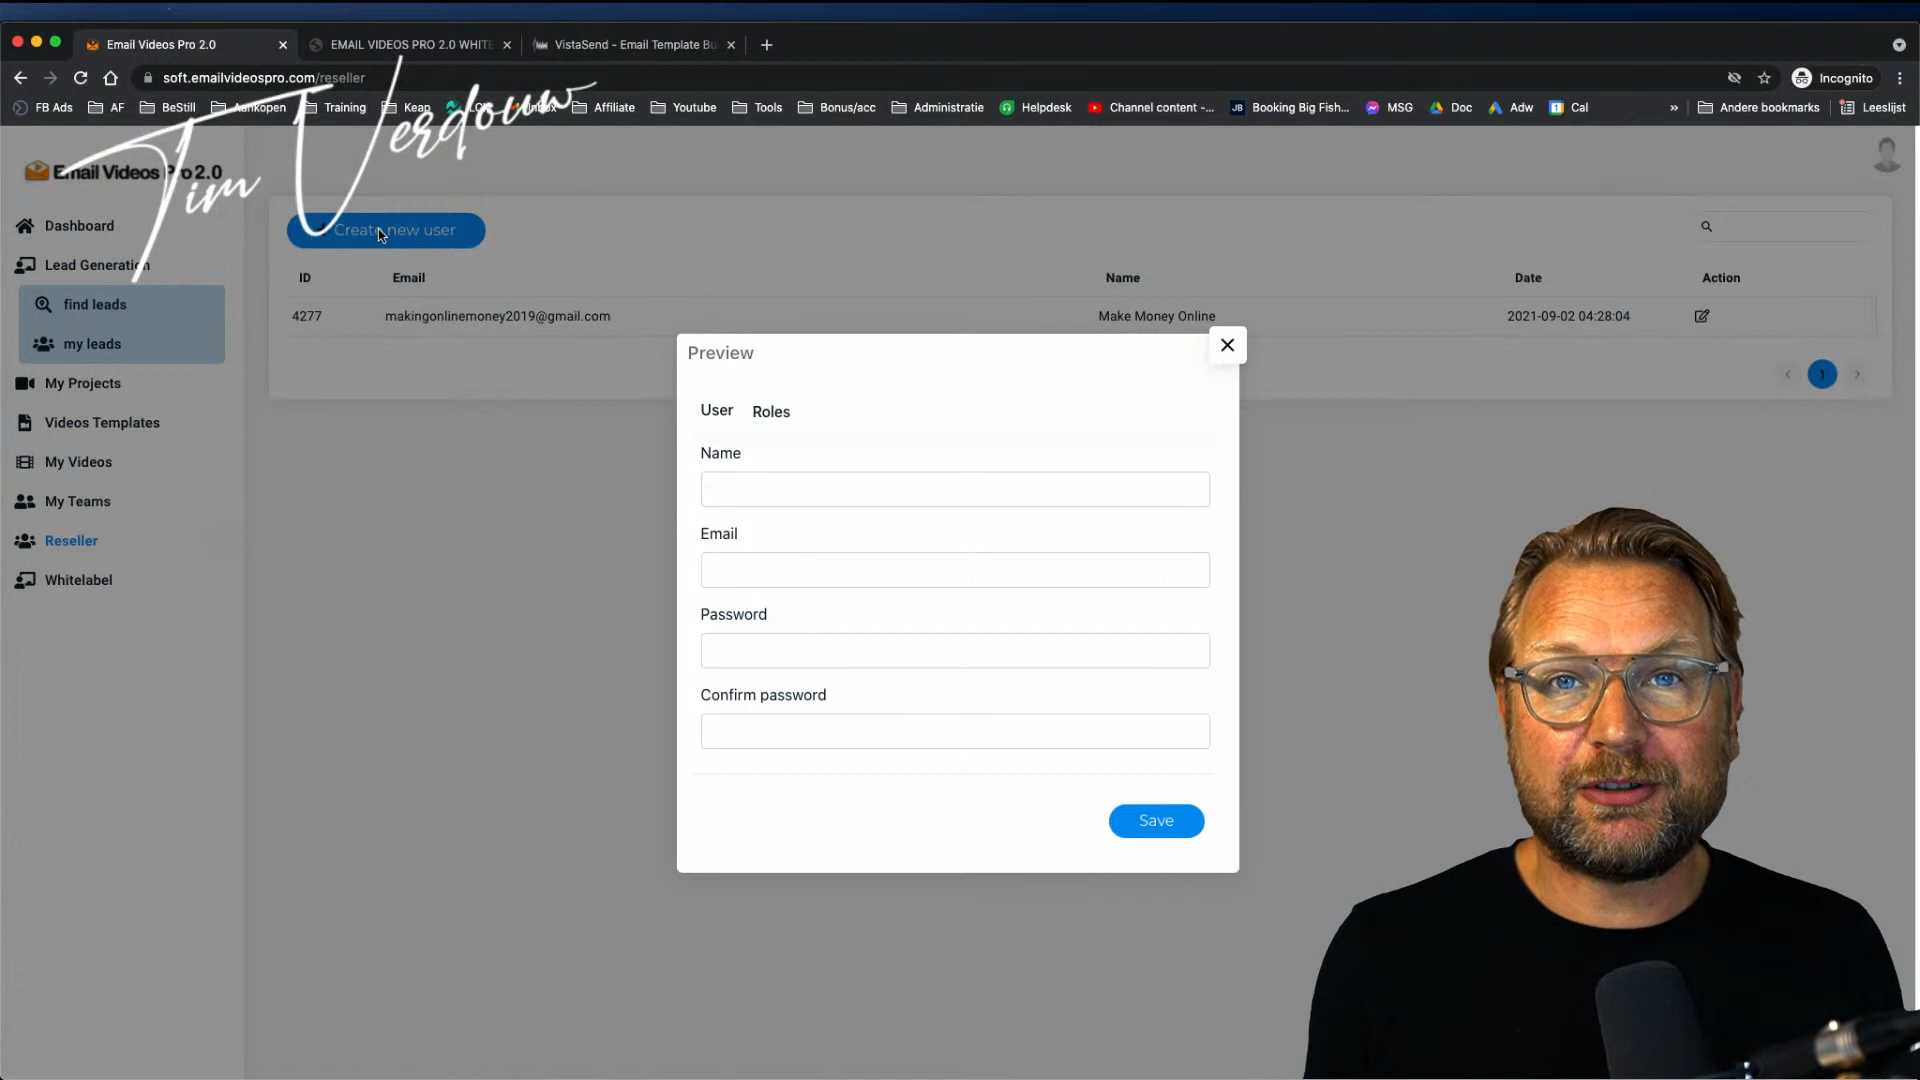 Email Videos Pro 2.0
EMAIL VIDEOS PRO 2.0 WHITE
VistaSend - Email Template Bu
soft.emailvideospro.com/reseller
Incognito
FB Ads
AF
BeStill
Aankopen
Training
Keap
Inbox
Affiliate
Youtube
Tools
Bonus/acc
Administratie
Helpdesk
Channel content -...
JB
Booking Big Fish...
MSG
Doc
Adw
1
Cal
»
Andere bookmarks
Leeslijst
Tim Verdouw
Email Videos Pro 2.0
Dashboard
Lead Generation
find leads
my leads
My Projects
Videos Templates
My Videos
My Teams
Reseller
Whitelabel
Create new user
ID
Email
Name
Date
Action
4277
makingonlinemoney2019@gmail.com
Make Money Online
2021-09-02 04:28:04
1
Preview
User
Roles
Name
Email
Password
Confirm password
Save